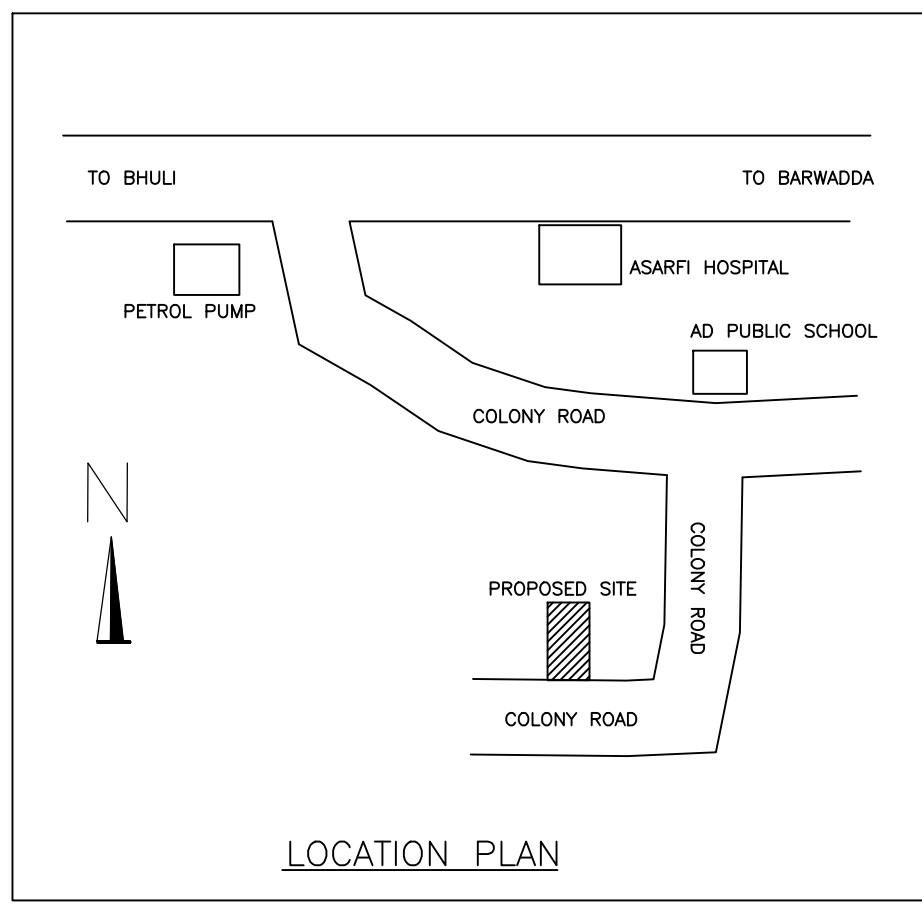 TO BHULI
TO BARWADDA
ASARFI HOSPITAL
PETROL PUMP
AD PUBLIC SCHOOL
COLONY ROAD
N
COLONY ROAD
PROPOSED SITE
COLONY ROAD
LOCATION PLAN